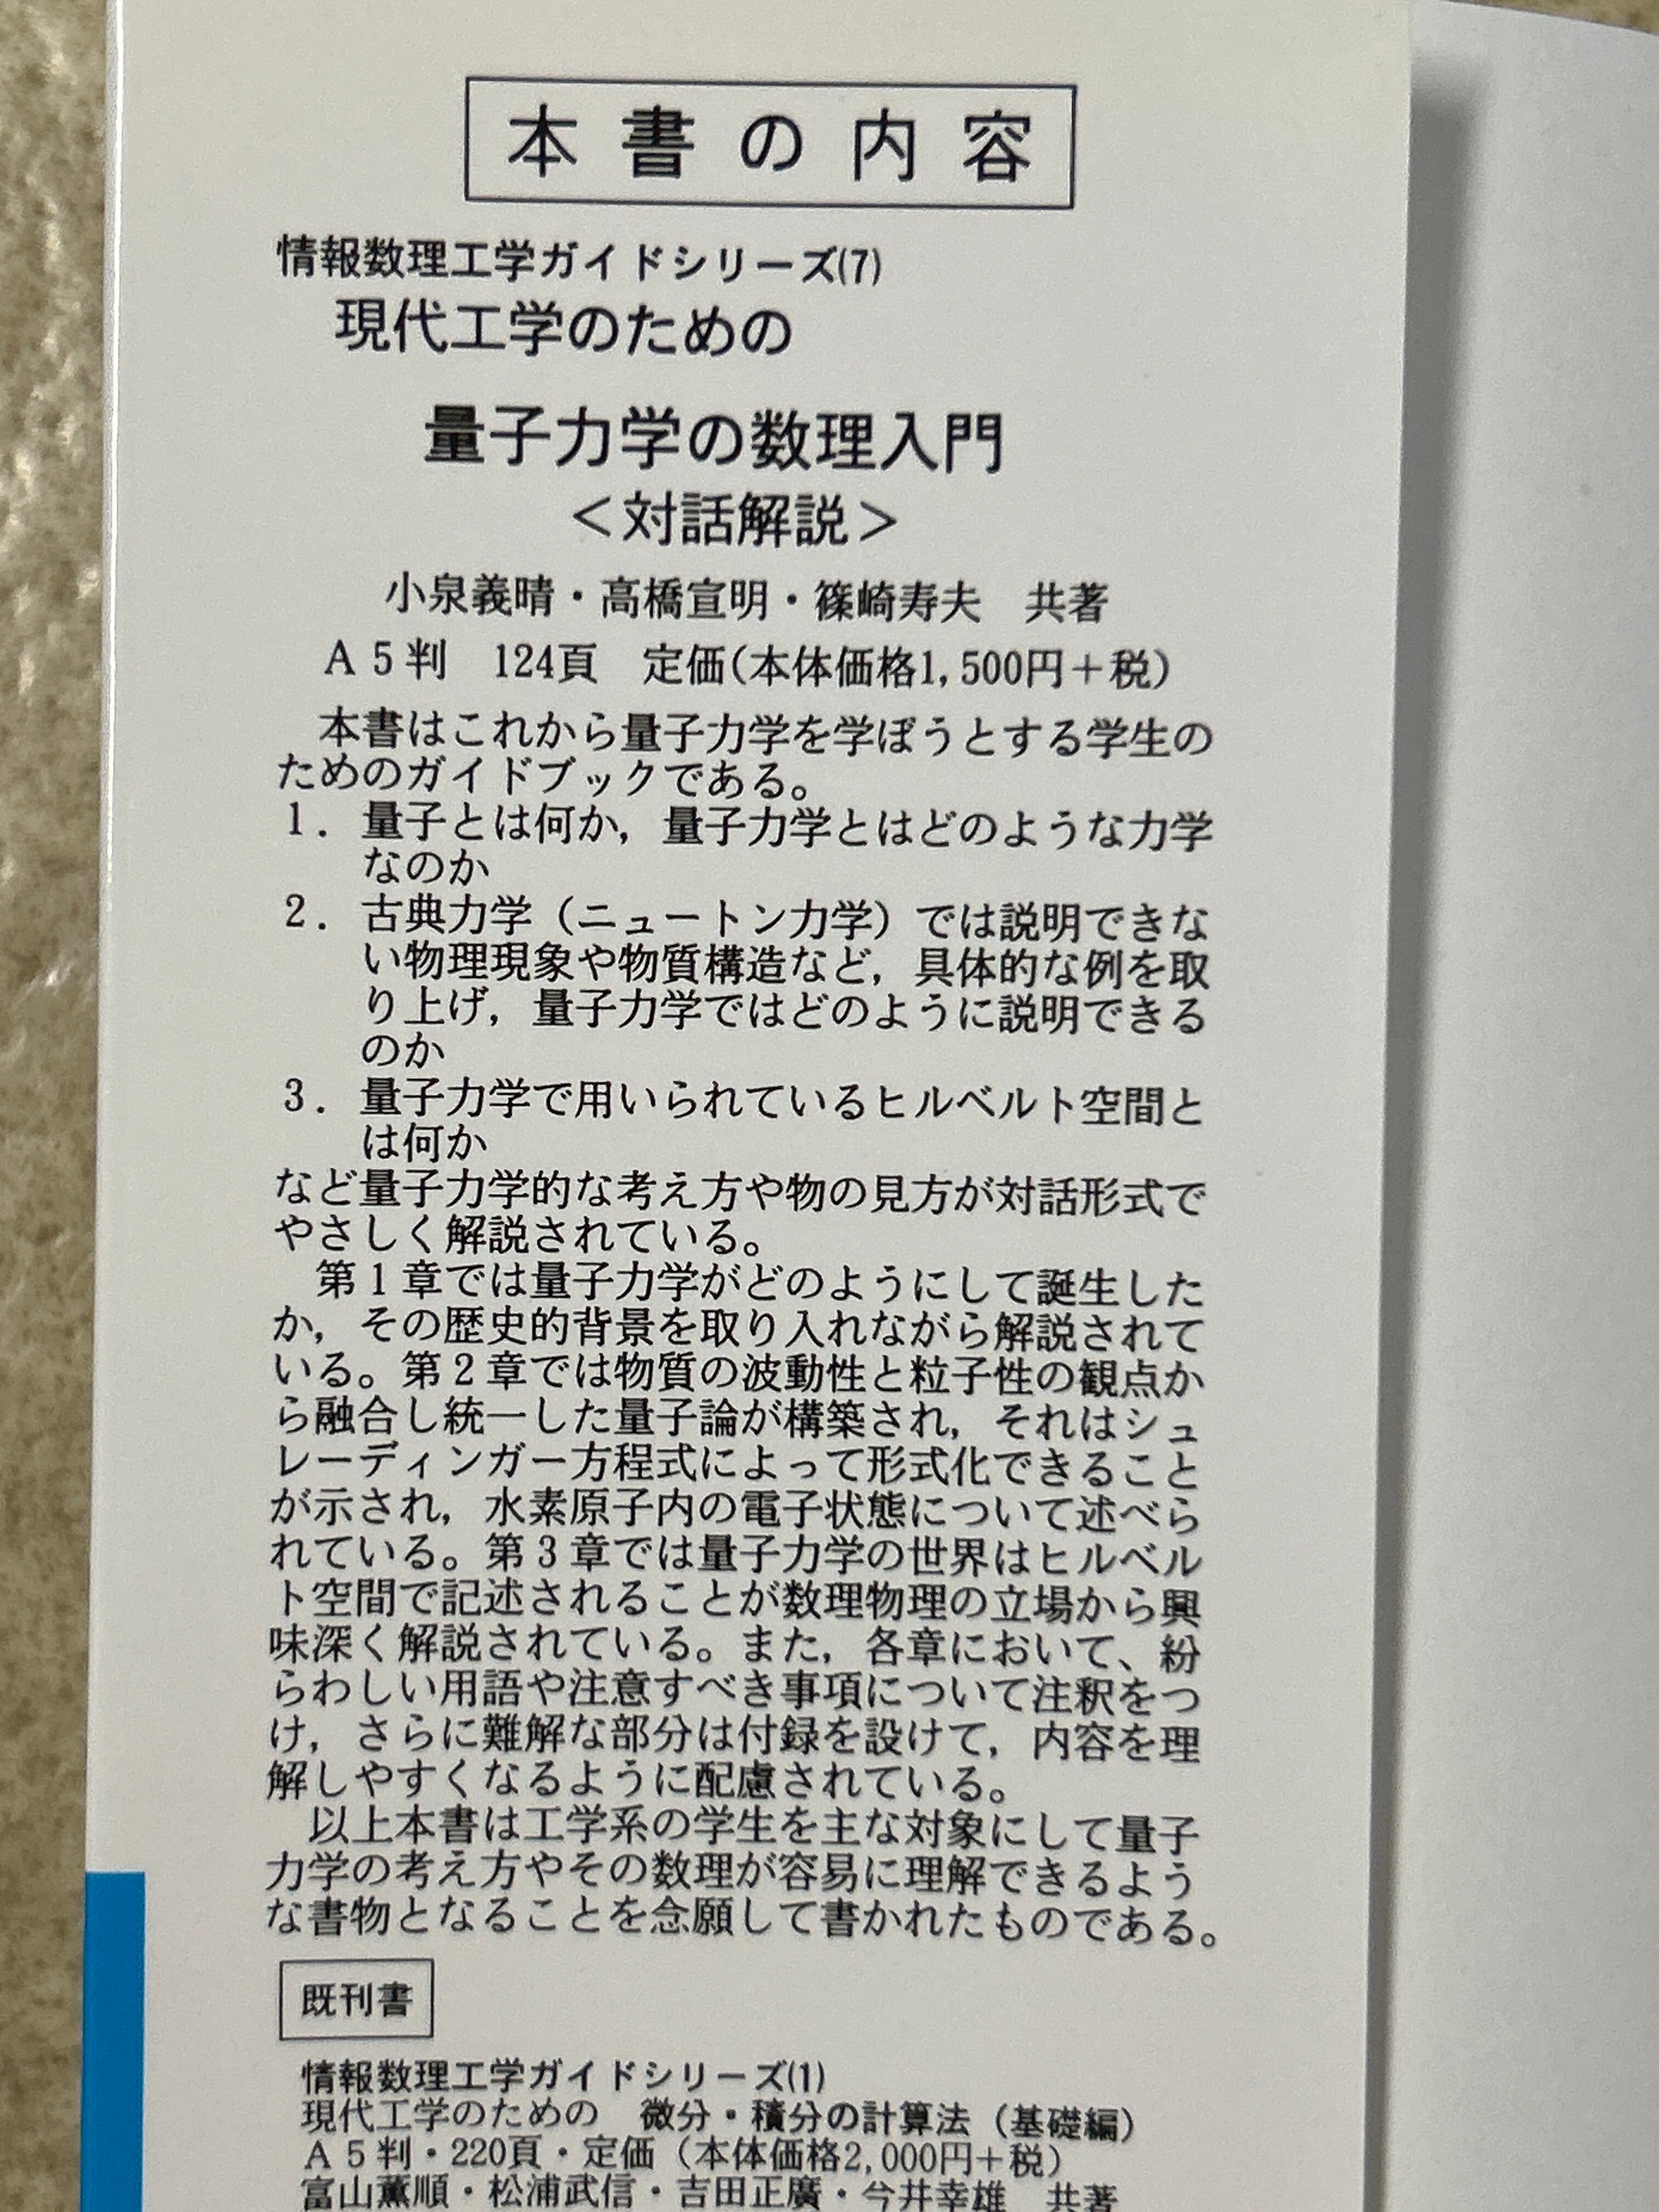 本書の内容
情報数理工学ガイドシリーズ(7)
現代工学のための
量子力学の数理入門
＜対話解説＞
小泉義晴・高橋宣明・篠崎寿夫　共著
Ａ５判　124頁　定価(本体価格1,500円＋税)
本書はこれから量子力学を学ぼうとする学生の
ためのガイドブックである。
1．量子とは何か，量子力学とはどのような力学
なのか
2．古典力学（ニュートン力学）では説明できな
い物理現象や物質構造など，具体的な例を取
り上げ，量子力学ではどのように説明できる
のか
3．量子力学で用いられているヒルベルト空間と
は何か
など量子力学的な考え方や物の見方が対話形式で
やさしく解説されている。
第１章では量子力学がどのようにして誕生した
か，その歴史的背景を取り入れながら解説されて
いる。第２章では物質の波動性と粒子性の観点か
ら融合し統一した量子論が構築され，それはシュ
レーディンガー方程式によって形式化できること
が示され，水素原子内の電子状態について述べら
れている。第３章では量子力学の世界はヒルベル
ト空間で記述されることが数理物理の立場から興
味深く解説されている。また，各章において、紛
らわしい用語や注意すべき事項について注釈をつ
け，さらに難解な部分は付録を設けて，内容を理
解しやすくなるように配慮されている。
以上本書は工学系の学生を主な対象にして量子
力学の考え方やその数理が容易に理解できるよう
な書物となることを念願して書かれたものである。
既刊書
情報数理工学ガイドシリーズ(1)
現代工学のための　微分・積分の計算法（基礎編）
Ａ５判・220頁・定価（本体価格2,000円＋税）
富山薫順・松浦武信・吉田正廣・今井幸雄　共著